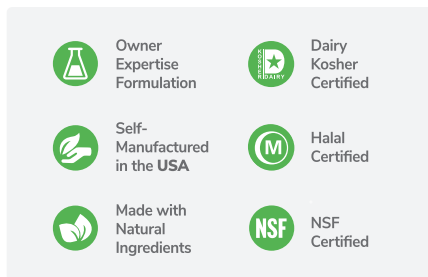 Owner
Expertise
Formulation
KOSHER
D
DAIRY
Dairy
Kosher
Certified
Self-
Manufactured
in the USA
M
Halal
Certified
Made with
Natural
Ingredients
NSF
NSF
Certified